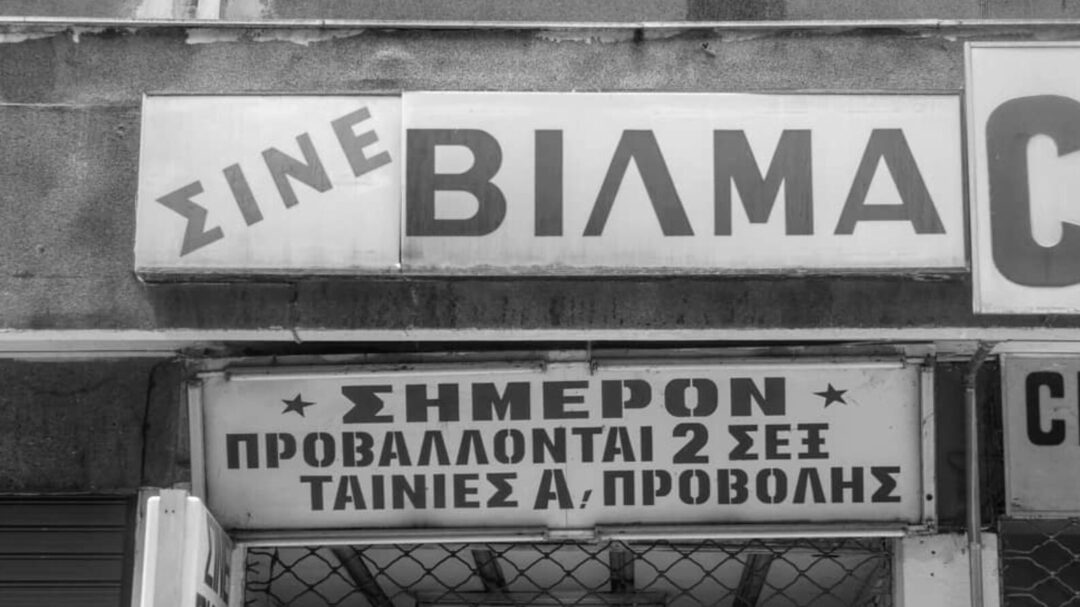 ΣΙΝΕ ΒΙΛΜΑ
★ ΣΗΜΕΡΟΝ ★
ΠΡΟΒΑΛΛΟΝΤΑΙ 2 ΣΕΞ
ΤΑΙΝΙΕΣ Α, ΠΡΟΒΟΛΗΣ